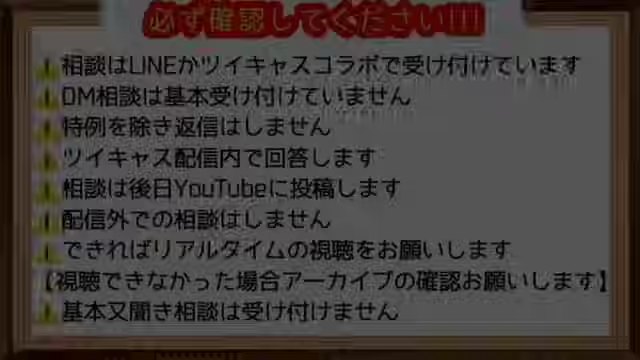 必ず確認してください!!!
⚠相談はLINEかツイキャスコラボで受け付けています
⚠DM相談は基本受け付けていません
⚠特例を除き返信はしません
⚠ツイキャス配信内で回答します
⚠相談は後日YouTubeに投稿します
⚠配信外での相談はしません
⚠できればリアルタイムの視聴をお願いします
【視聴できなかった場合アーカイブの確認お願いします】
⚠基本又聞き相談は受け付けません